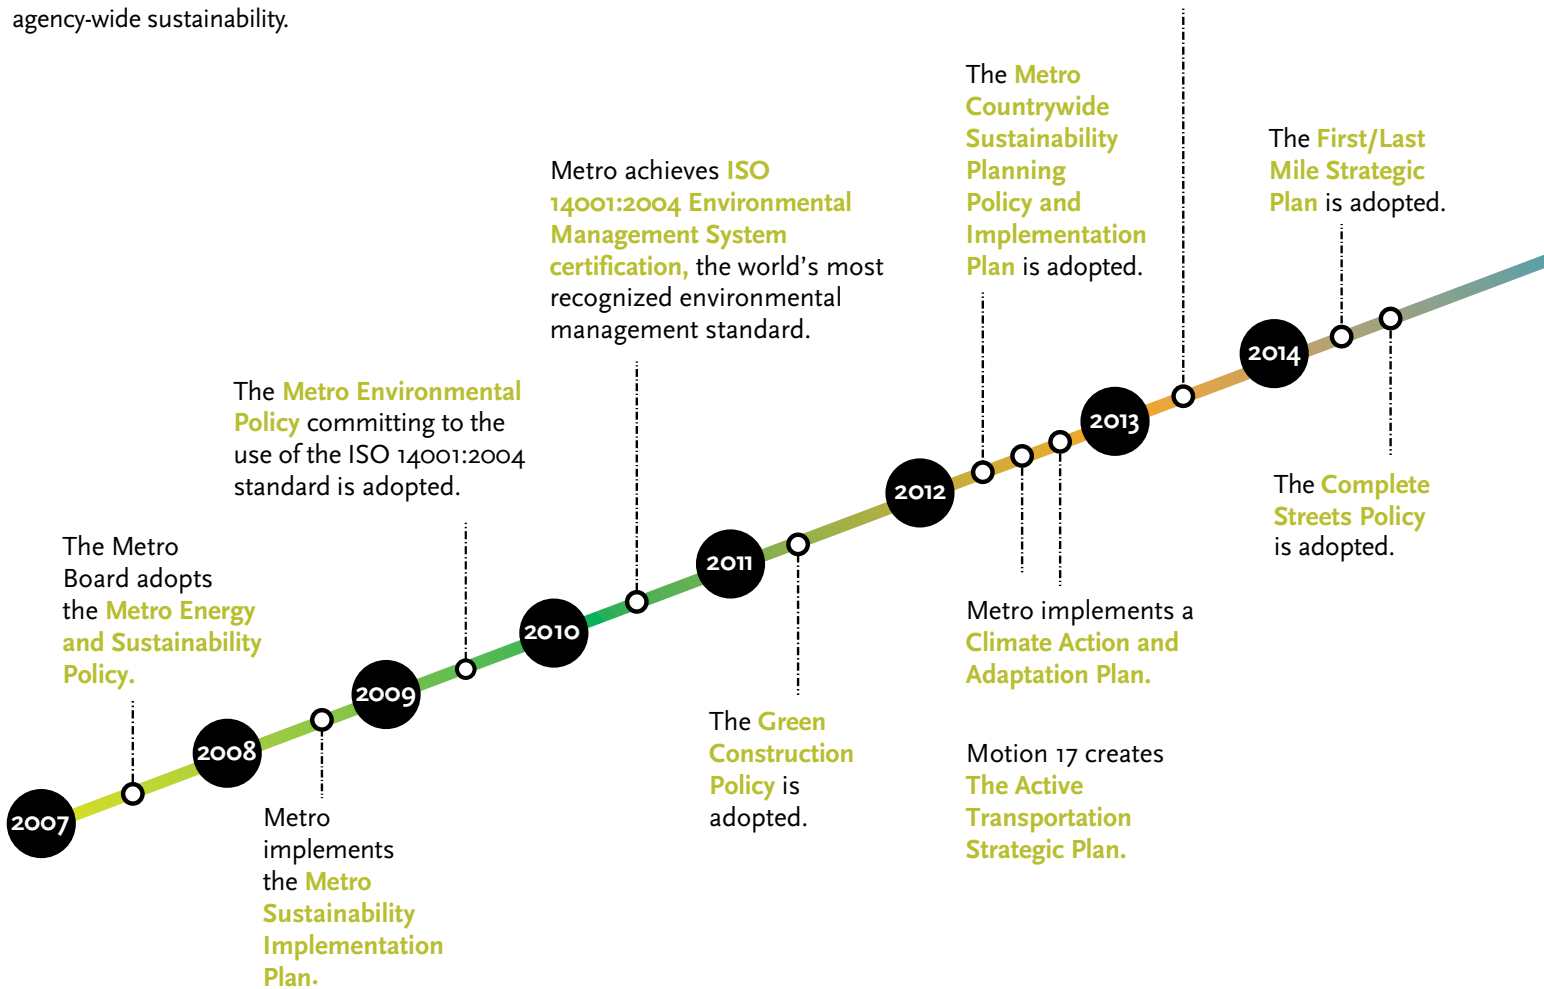 agency-wide sustainability.
2007
The Metro
Board adopts
the Metro Energy
and Sustainability
Policy.
2008
Metro
implements
the Metro
Sustainability
Implementation
Plan.
2009
The Metro Environmental
Policy committing to the
use of the ISO 14001:2004
standard is adopted.
2010
Metro achieves ISO
14001:2004 Environmental
Management System
certification, the world's most
recognized environmental
management standard.
2011
The Green
Construction
Policy is
adopted.
2012
The Metro
Countrywide
Sustainability
Planning
Policy and
Implementation
Plan is adopted.
Metro implements a
Climate Action and
Adaptation Plan.
Motion 17 creates
The Active
Transportation
Strategic Plan.
2013
2014
The First/Last
Mile Strategic
Plan is adopted.
The Complete
Streets Policy
is adopted.